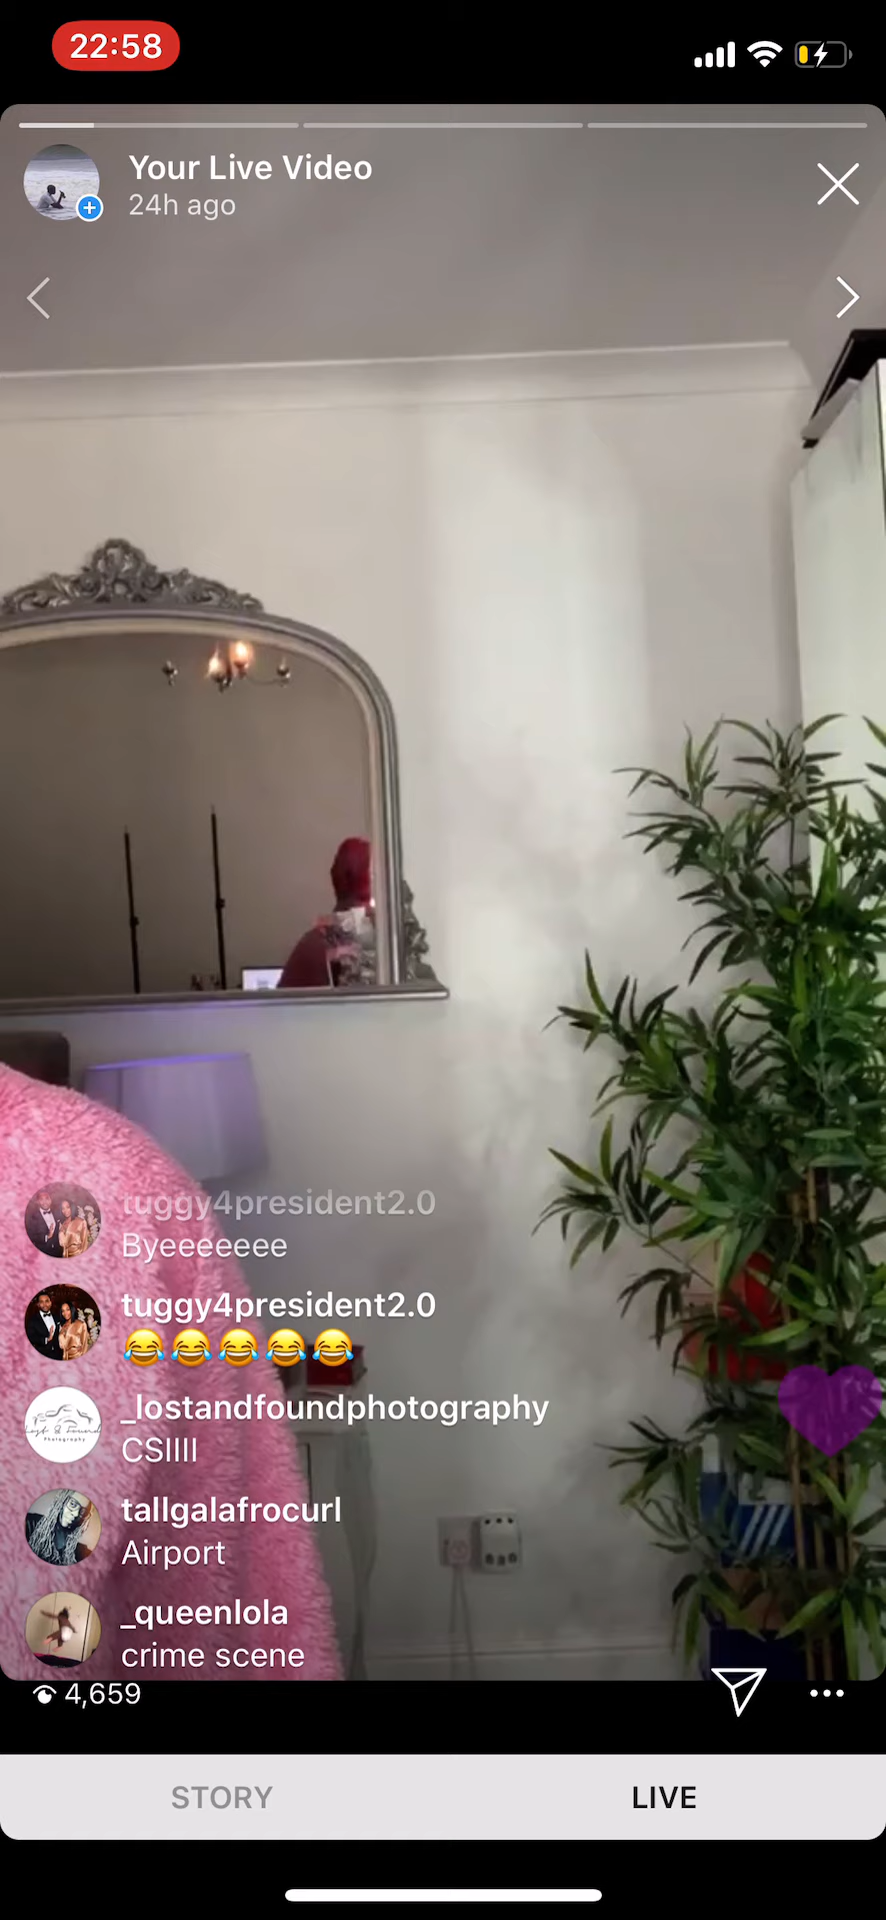 22:58
Your Live Video
24h ago
tuggy4president2.0
Byeeeeeee
tuggy4president2.0
😂😂😂😂😂
_lostandfoundphotography
CSIIII
tallgalafrocurl
Airport
_queenlola
crime scene
4,659
STORY
LIVE